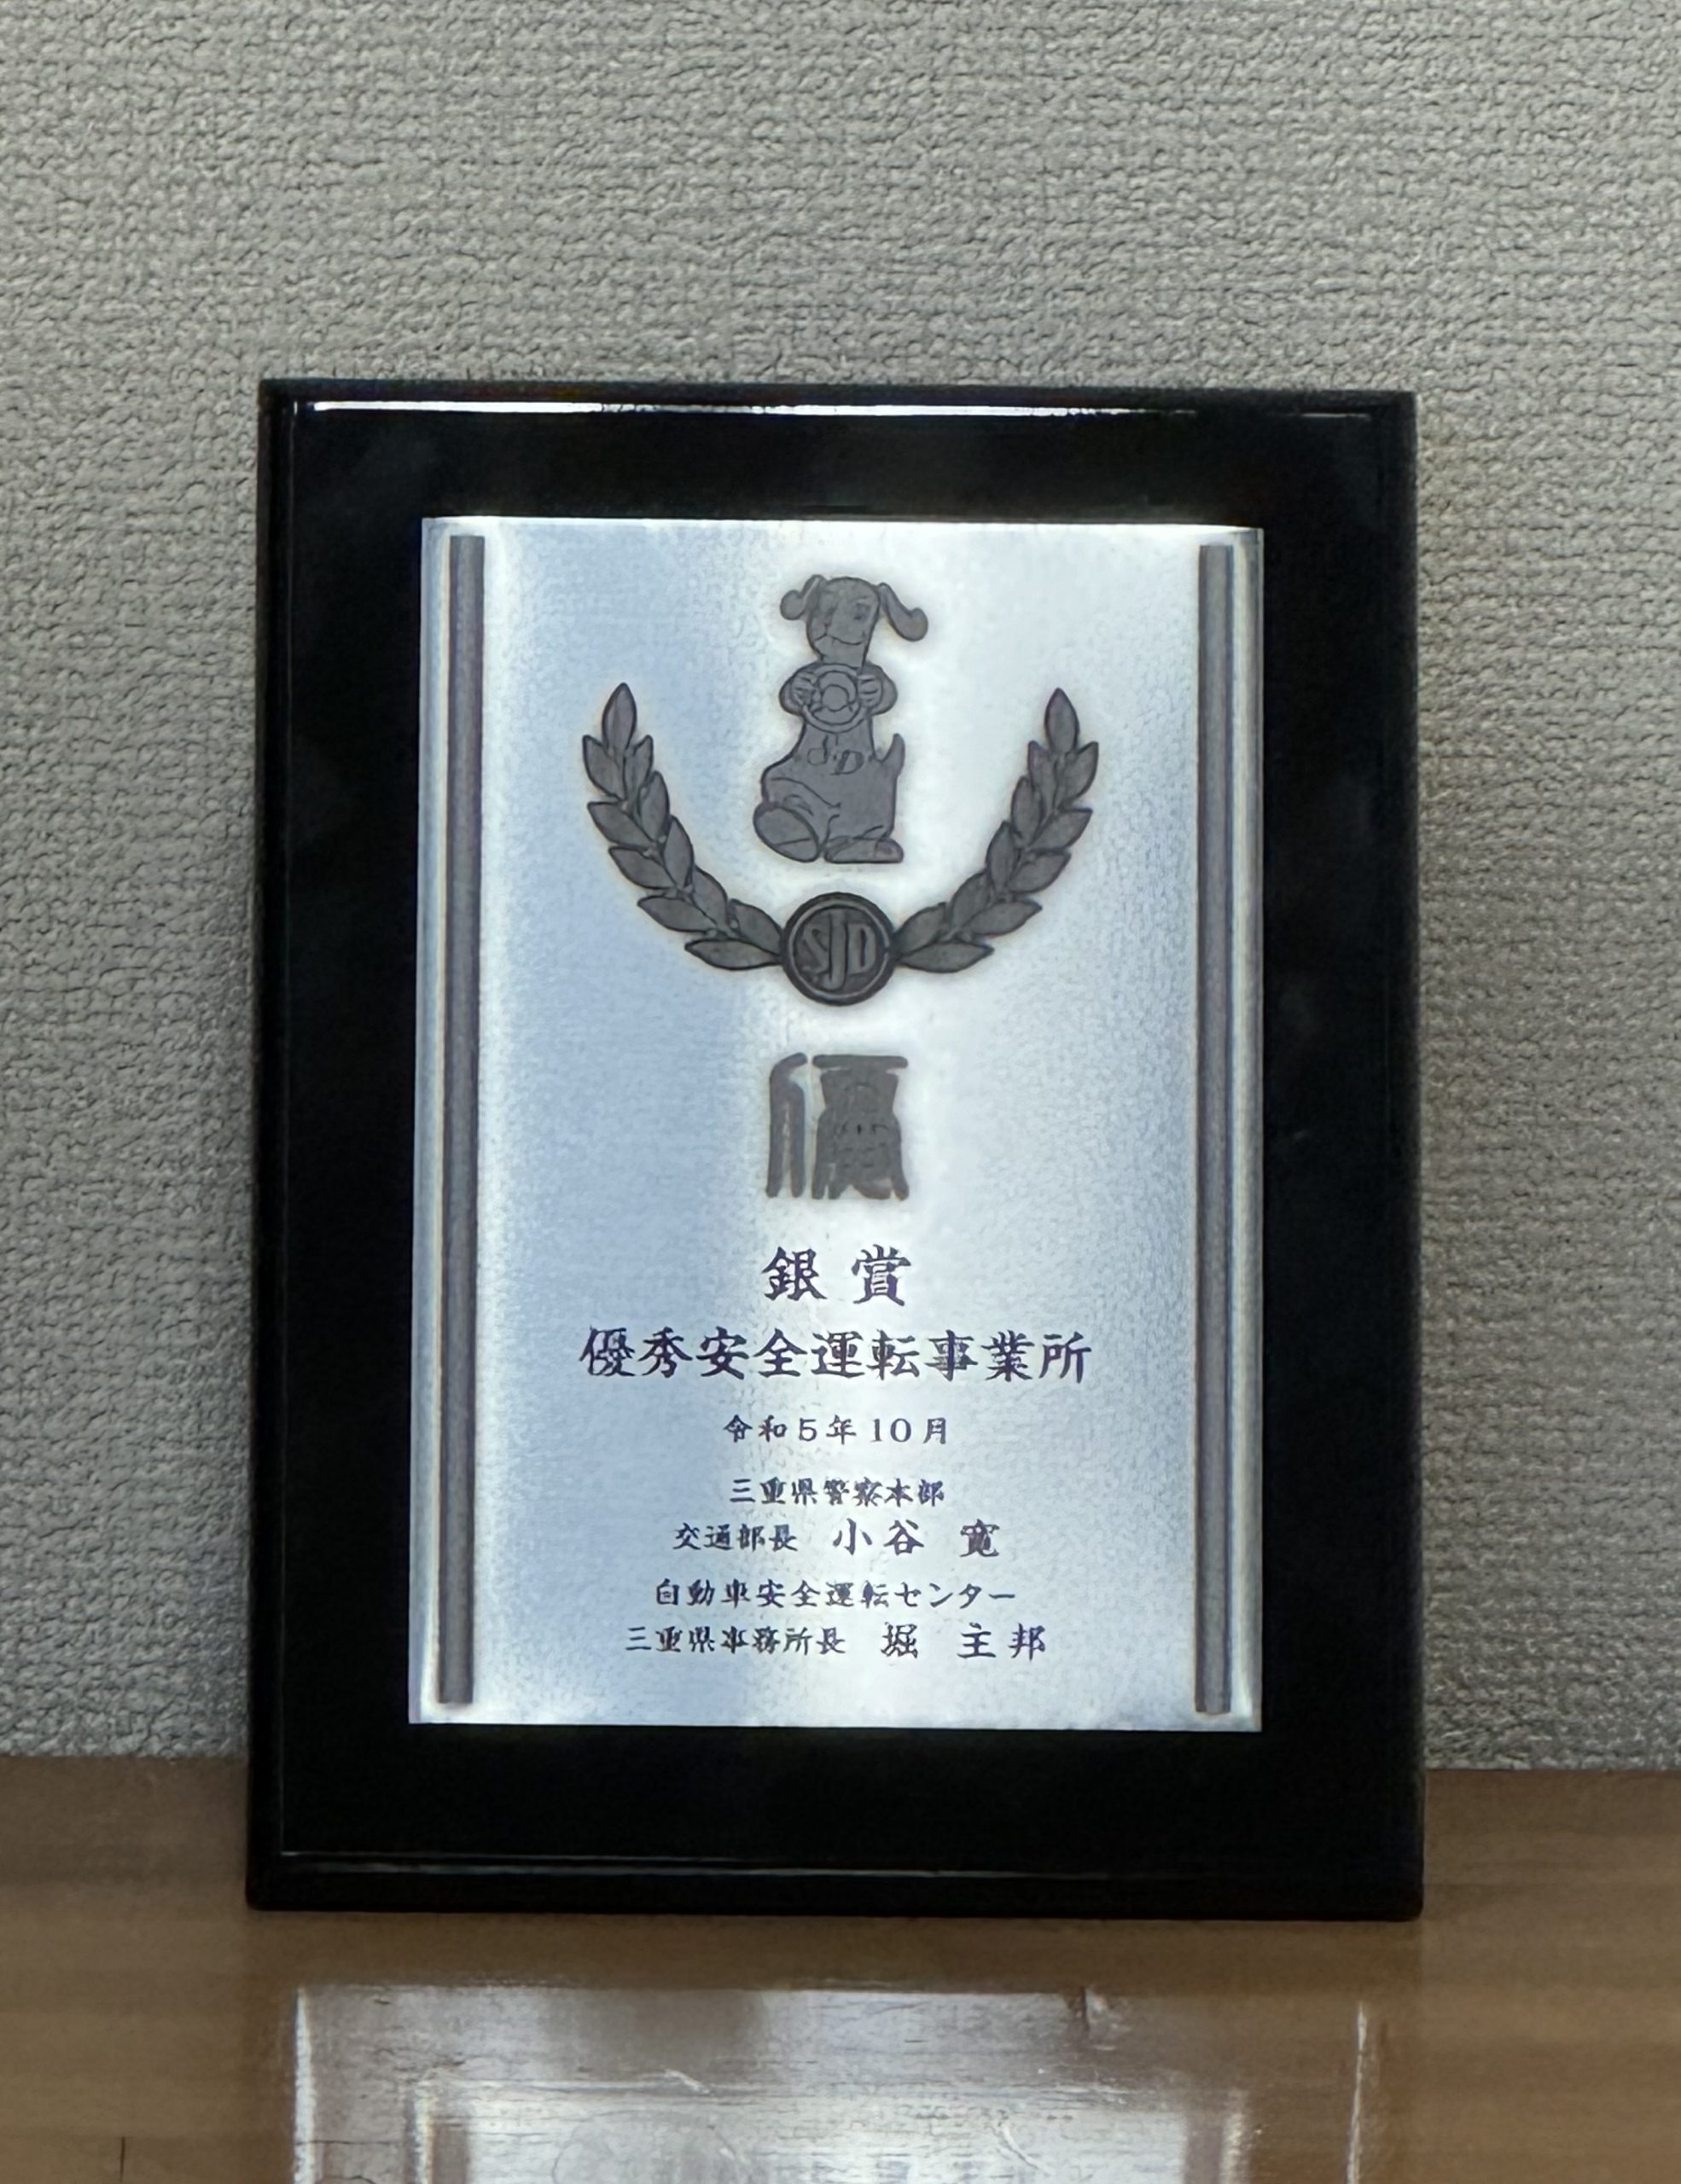 SD
SJD
優
銀賞
優秀安全運転事業所
令和5年10月
三重県警察本部
交通部長 小谷 寛
自動車安全運転センター
三重県事務所長 堀 主邦